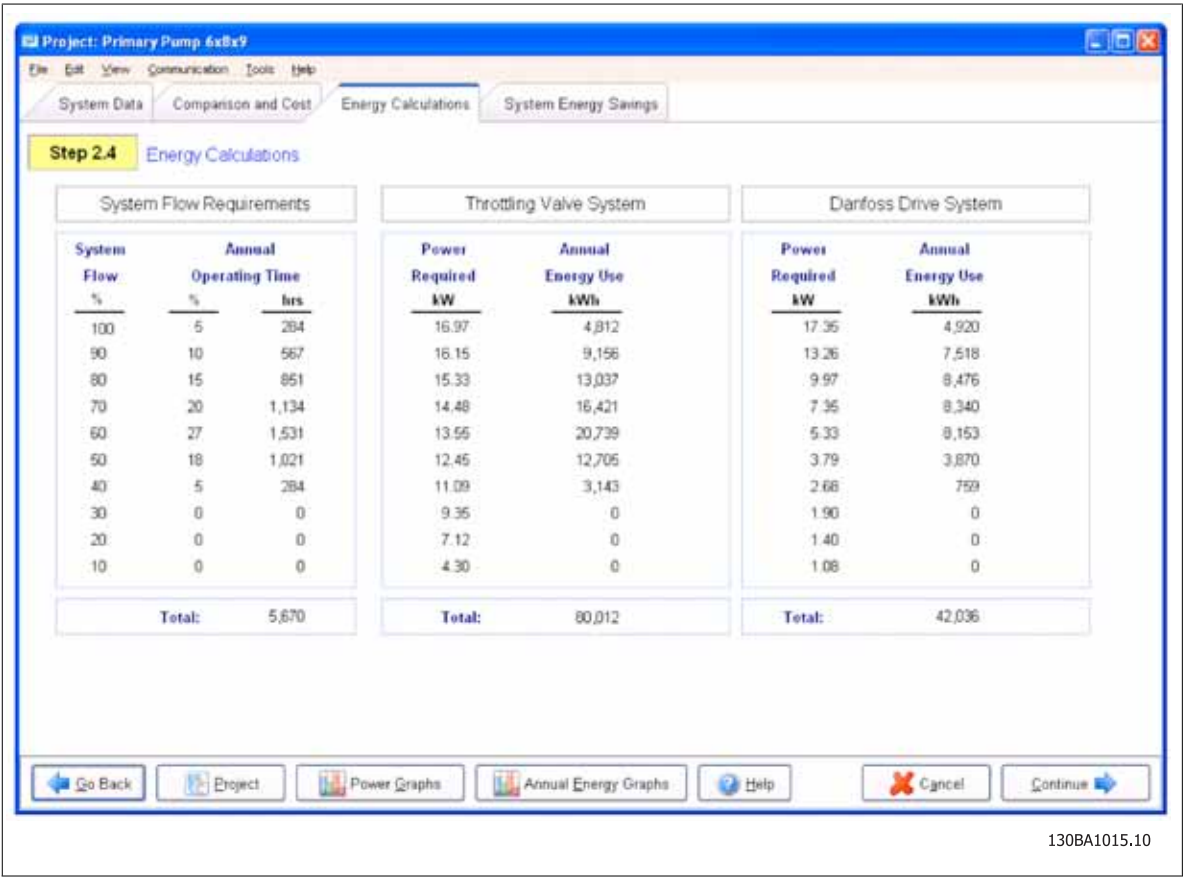 Project: Primary Pump 6x8x9
File Edit View Communication Tools Help
System Data Comparison and Cost Energy Calculations System Energy Savings
Step 2.4 Energy Calculations
System Flow Requirements Throttling Valve System Danfoss Drive System
System Annual Power Annual Power Annual
Flow Operating Time Required Energy Use Required Energy Use
% % hrs kW kWh kW kWh
100 5 284 16.97 4,812 17.35 4,920
90 10 567 16.15 9,156 13.26 7,518
80 15 851 15.33 13,037 9.97 8,476
70 20 1,134 14.48 16,421 7.35 8,340
60 27 1,531 13.55 20,739 5.33 8,153
50 18 1,021 12.45 12,705 3.79 3,870
40 5 284 11.09 3,143 2.68 759
30 0 0 9.35 0 1.90 0
20 0 0 7.12 0 1.40 0
10 0 0 4.30 0 1.08 0
Total: 5,670 Total: 80,012 Total: 42,036
Go Back Project Power Graphs Annual Energy Graphs Help Cancel Continue
130BA1015.10